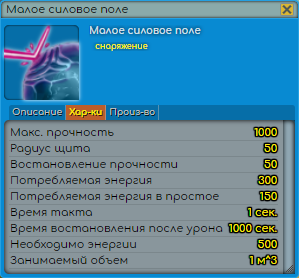 Малое силовое поле
Малое силовое поле
снаряжение
Описание Хар-ки Произ-во
Макс. прочность 1000
Радиус щита 50
Востановление прочности 50
Потребляемая энергия 300
Потребляемая энергия в простое 150
Время такта 1 сек.
Время востановления после урона 1000 сек.
Необходимо энергии 500
Занимаемый объем 1 м^3